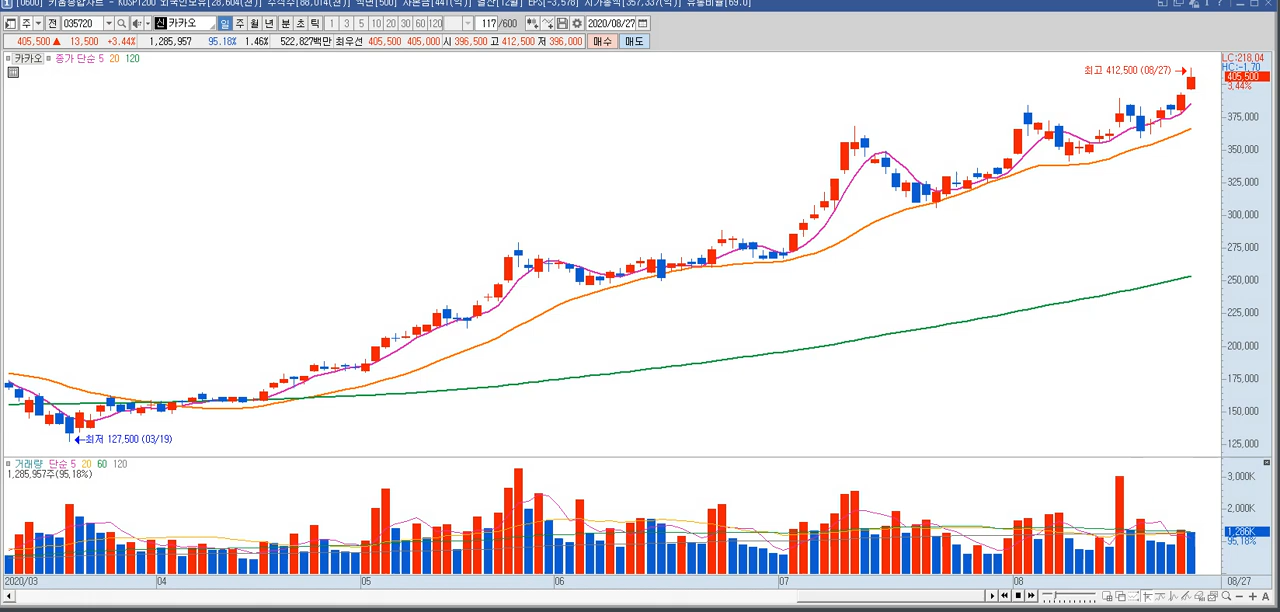 [0600] 키움종합차트 - KOSPI200 외국인보유[28,604(천)] 주식수[88,014(천)] 액면[500] 자본금[441(억)] 결산[12월] EPS[-3,578] 시가총액[357,337(억)] 유통비율[69.0]
주 전 035720 신 카카오 일 주 월 년 분 초 틱 1 3 5 10 20 30 60 120 117 /600 2020/08/27
405,500 ▲ 13,500 +3.44% 1,285,957 95.18% 1.46% 522,827백만 최우선 405,500 405,000 시 396,500 고 412,500 저 396,000 매수 매도
카카오 종가 단순 5 20 120
LC:218.04
HC:-1.70
최고 412,500 (08/27)
405,500
3.44%
375,000
350,000
325,000
300,000
275,000
250,000
225,000
200,000
175,000
150,000
최저 127,500 (03/19)
125,000
거래량 단순 5 20 60 120
1,285,957주(95.18%)
3,000K
2,000K
1,286K
95.18%
2020/03 04 05 06 07 08 08/27
A